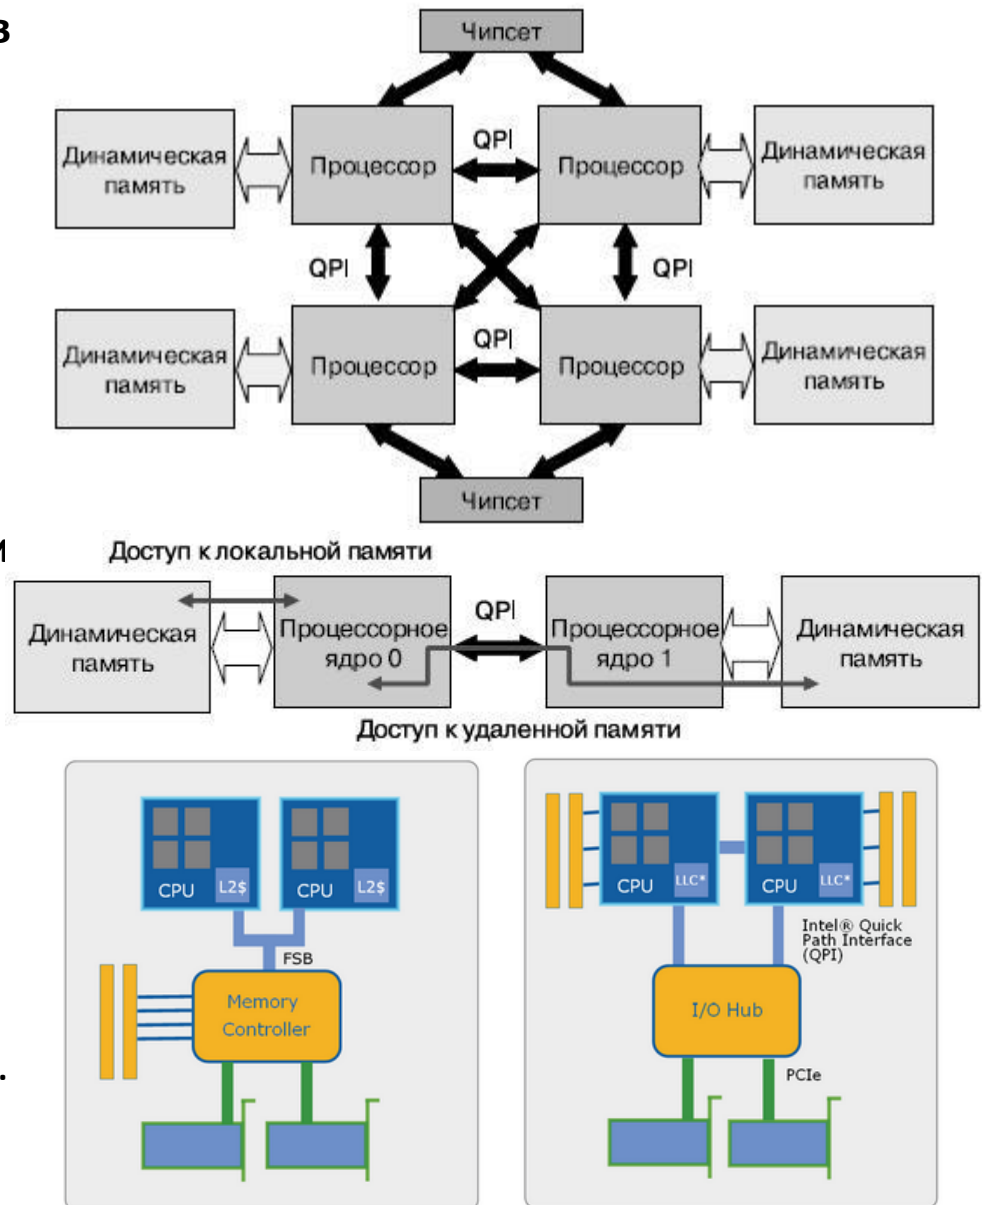 в
Чипсет
Динамическая
память
Процессор
QPI
Процессор
Динамическая
память
QPI
QPI
Динамическая
память
Процессор
QPI
Процессор
Динамическая
память
Чипсет
Доступ к локальной памяти
Динамическая
память
Процессорное
ядро 0
QPI
Процессорное
ядро 1
Динамическая
память
Доступ к удаленной памяти
CPU
L2$
CPU
L2$
FSB
Memory
Controller
CPU
LLC*
CPU
LLC*
Intel® Quick
Path Interface
(QPI)
I/O Hub
PCIe
.